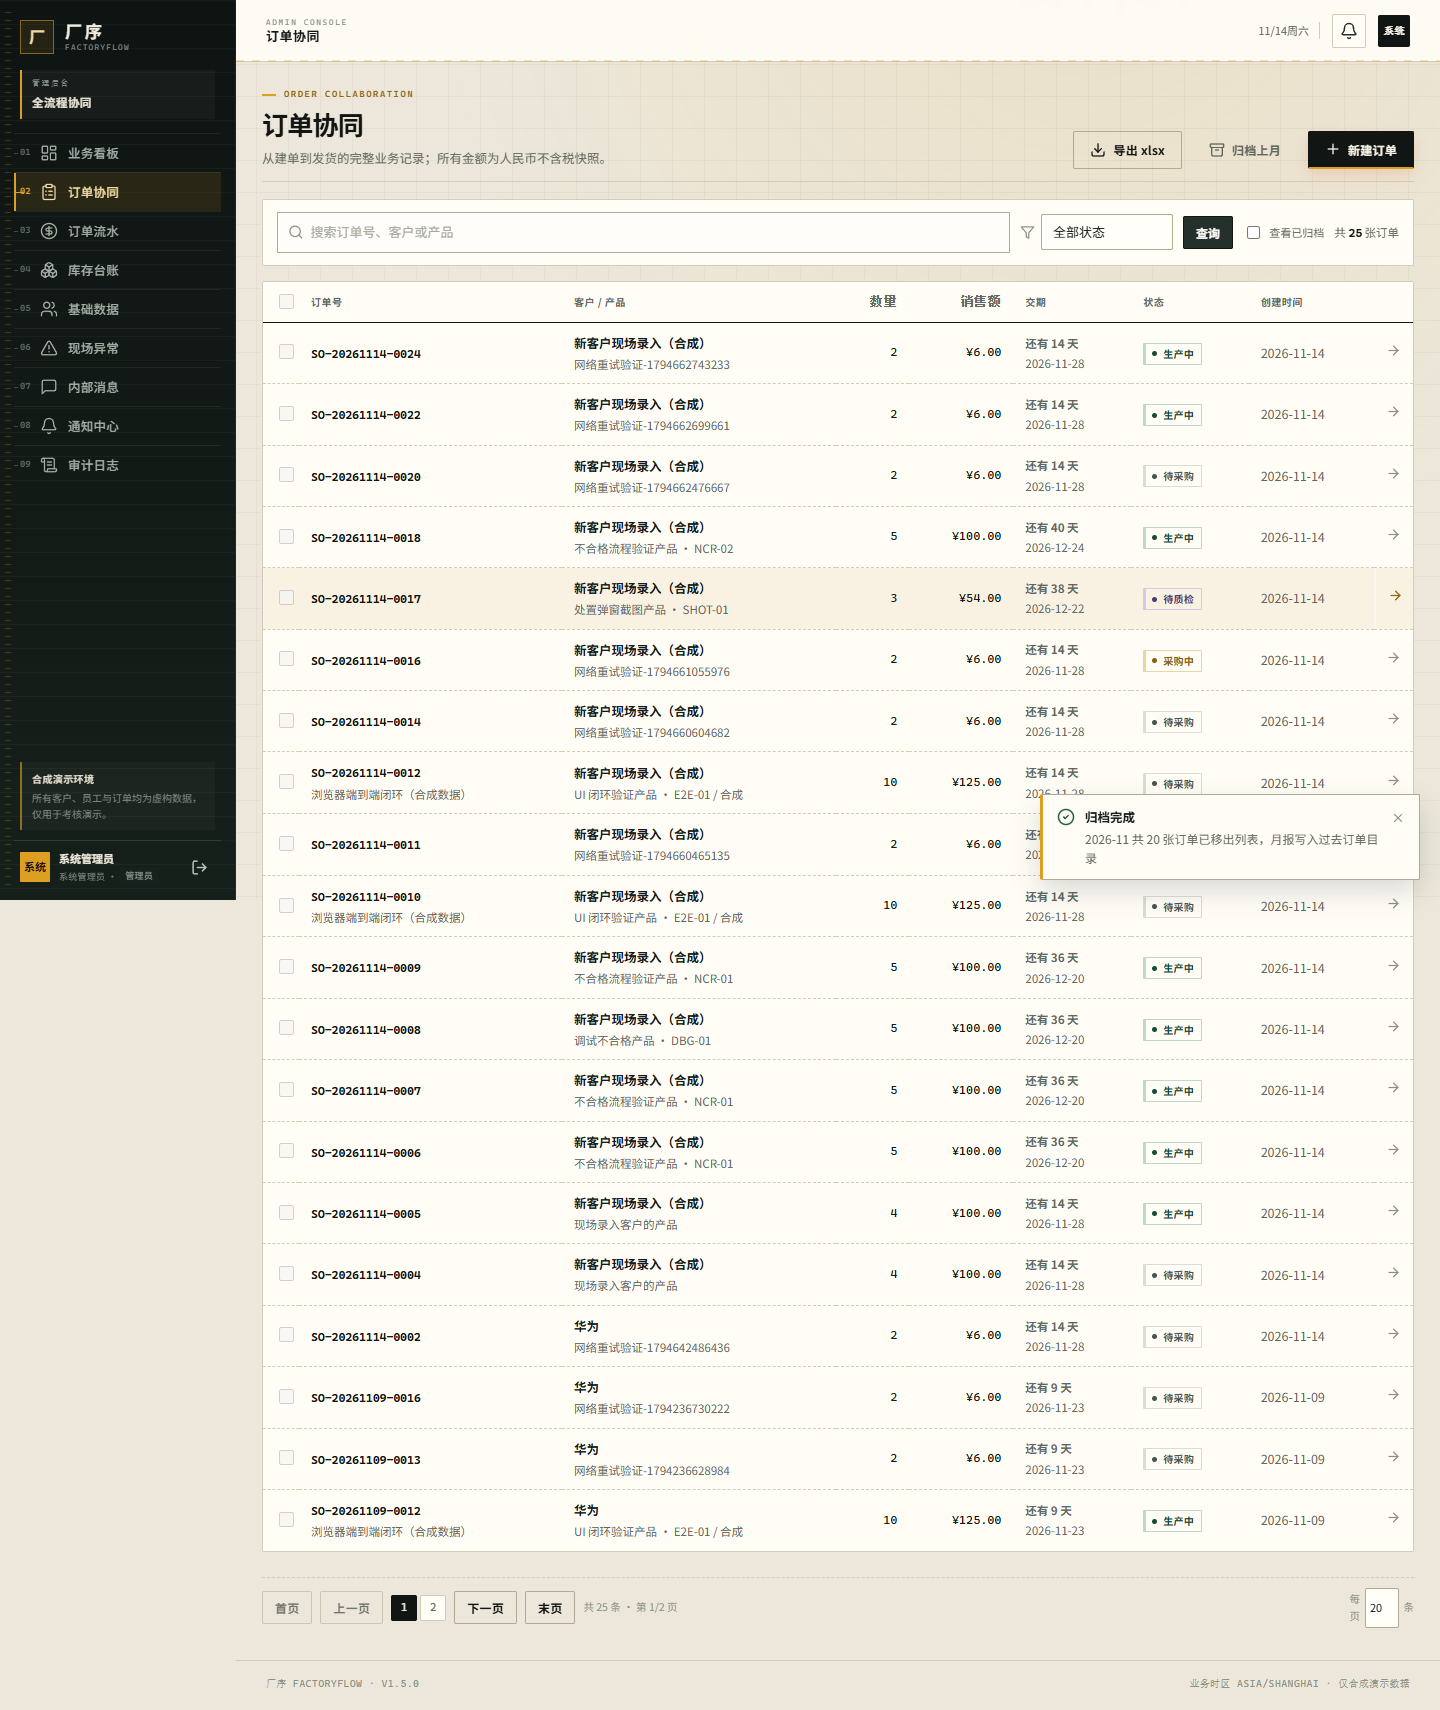 厂
厂序
FACTORYFLOW
管理后台
全流程协同
01 业务看板
02 订单协同
03 订单流水
04 库存台账
05 基础数据
06 现场异常
07 内部消息
08 通知中心
09 审计日志
合成演示环境
所有客户、员工与订单均为虚构数据，
仅用于考核演示。
系统
系统管理员
系统管理员 · 管理员
ADMIN CONSOLE
订单协同
11/14周六
系统
ORDER COLLABORATION
订单协同
从建单到发货的完整业务记录；所有金额为人民币不含税快照。
导出 xlsx
归档上月
新建订单
搜索订单号、客户或产品
全部状态
查询
查看已归档
共 25 张订单
订单号 客户 / 产品 数量 销售额 交期 状态 创建时间
SO-20261114-0024 新客户现场录入（合成） 2 ¥6.00 还有 14 天 生产中 2026-11-14
网络重试验证-1794662743233 2026-11-28
SO-20261114-0022 新客户现场录入（合成） 2 ¥6.00 还有 14 天 生产中 2026-11-14
网络重试验证-1794662699661 2026-11-28
SO-20261114-0020 新客户现场录入（合成） 2 ¥6.00 还有 14 天 待采购 2026-11-14
网络重试验证-1794662476667 2026-11-28
SO-20261114-0018 新客户现场录入（合成） 5 ¥100.00 还有 40 天 生产中 2026-11-14
不合格流程验证产品 · NCR-02 2026-12-24
SO-20261114-0017 新客户现场录入（合成） 3 ¥54.00 还有 38 天 待质检 2026-11-14
处置弹窗截图产品 · SHOT-01 2026-12-22
SO-20261114-0016 新客户现场录入（合成） 2 ¥6.00 还有 14 天 采购中 2026-11-14
网络重试验证-1794661055976 2026-11-28
SO-20261114-0014 新客户现场录入（合成） 2 ¥6.00 还有 14 天 待采购 2026-11-14
网络重试验证-1794660604682 2026-11-28
SO-20261114-0012 新客户现场录入（合成） 10 ¥125.00 还有 14 天 待采购 2026-11-14
浏览器端到端闭环（合成数据） UI 闭环验证产品 · E2E-01 / 合成 2026-11-28
SO-20261114-0011 新客户现场录入（合成） 2 ¥6.00
网络重试验证-1794660465135
归档完成
2026-11 共 20 张订单已移出列表，月报写入过去订单目
录
SO-20261114-0010 新客户现场录入（合成） 10 ¥125.00 还有 14 天 待采购 2026-11-14
浏览器端到端闭环（合成数据） UI 闭环验证产品 · E2E-01 / 合成 2026-11-28
SO-20261114-0009 新客户现场录入（合成） 5 ¥100.00 还有 36 天 生产中 2026-11-14
不合格流程验证产品 · NCR-01 2026-12-20
SO-20261114-0008 新客户现场录入（合成） 5 ¥100.00 还有 36 天 生产中 2026-11-14
调试不合格产品 · DBG-01 2026-12-20
SO-20261114-0007 新客户现场录入（合成） 5 ¥100.00 还有 36 天 生产中 2026-11-14
不合格流程验证产品 · NCR-01 2026-12-20
SO-20261114-0006 新客户现场录入（合成） 5 ¥100.00 还有 36 天 生产中 2026-11-14
不合格流程验证产品 · NCR-01 2026-12-20
SO-20261114-0005 新客户现场录入（合成） 4 ¥100.00 还有 14 天 生产中 2026-11-14
现场录入客户的产品 2026-11-28
SO-20261114-0004 新客户现场录入（合成） 4 ¥100.00 还有 14 天 待采购 2026-11-14
现场录入客户的产品 2026-11-28
SO-20261114-0002 华为 2 ¥6.00 还有 14 天 待采购 2026-11-14
网络重试验证-1794642486436 2026-11-28
SO-20261109-0016 华为 2 ¥6.00 还有 9 天 待采购 2026-11-09
网络重试验证-1794236730222 2026-11-23
SO-20261109-0013 华为 2 ¥6.00 还有 9 天 待采购 2026-11-09
网络重试验证-1794236628984 2026-11-23
SO-20261109-0012 华为 10 ¥125.00 还有 9 天 生产中 2026-11-09
浏览器端到端闭环（合成数据） UI 闭环验证产品 · E2E-01 / 合成 2026-11-23
首页 上一页 1 2 下一页 末页 共 25 条 · 第 1/2 页
每页 20 条
厂序 FACTORYFLOW · V1.5.0
业务时区 ASIA/SHANGHAI · 仅合成演示数据